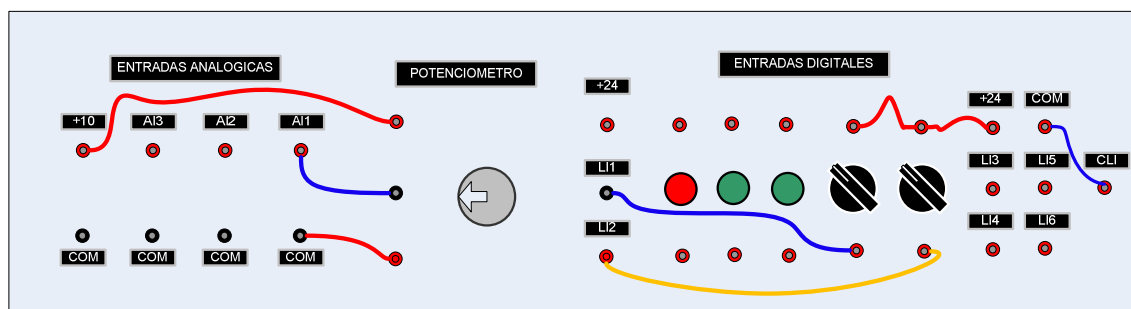 ENTRADAS ANALOGICAS
POTENCIOMETRO
ENTRADAS DIGITALES
+24
+24
COM
+10
AI3
AI2
AI1
LI1
LI3
LI5
CLI
LI2
LI4
LI6
COM
COM
COM
COM